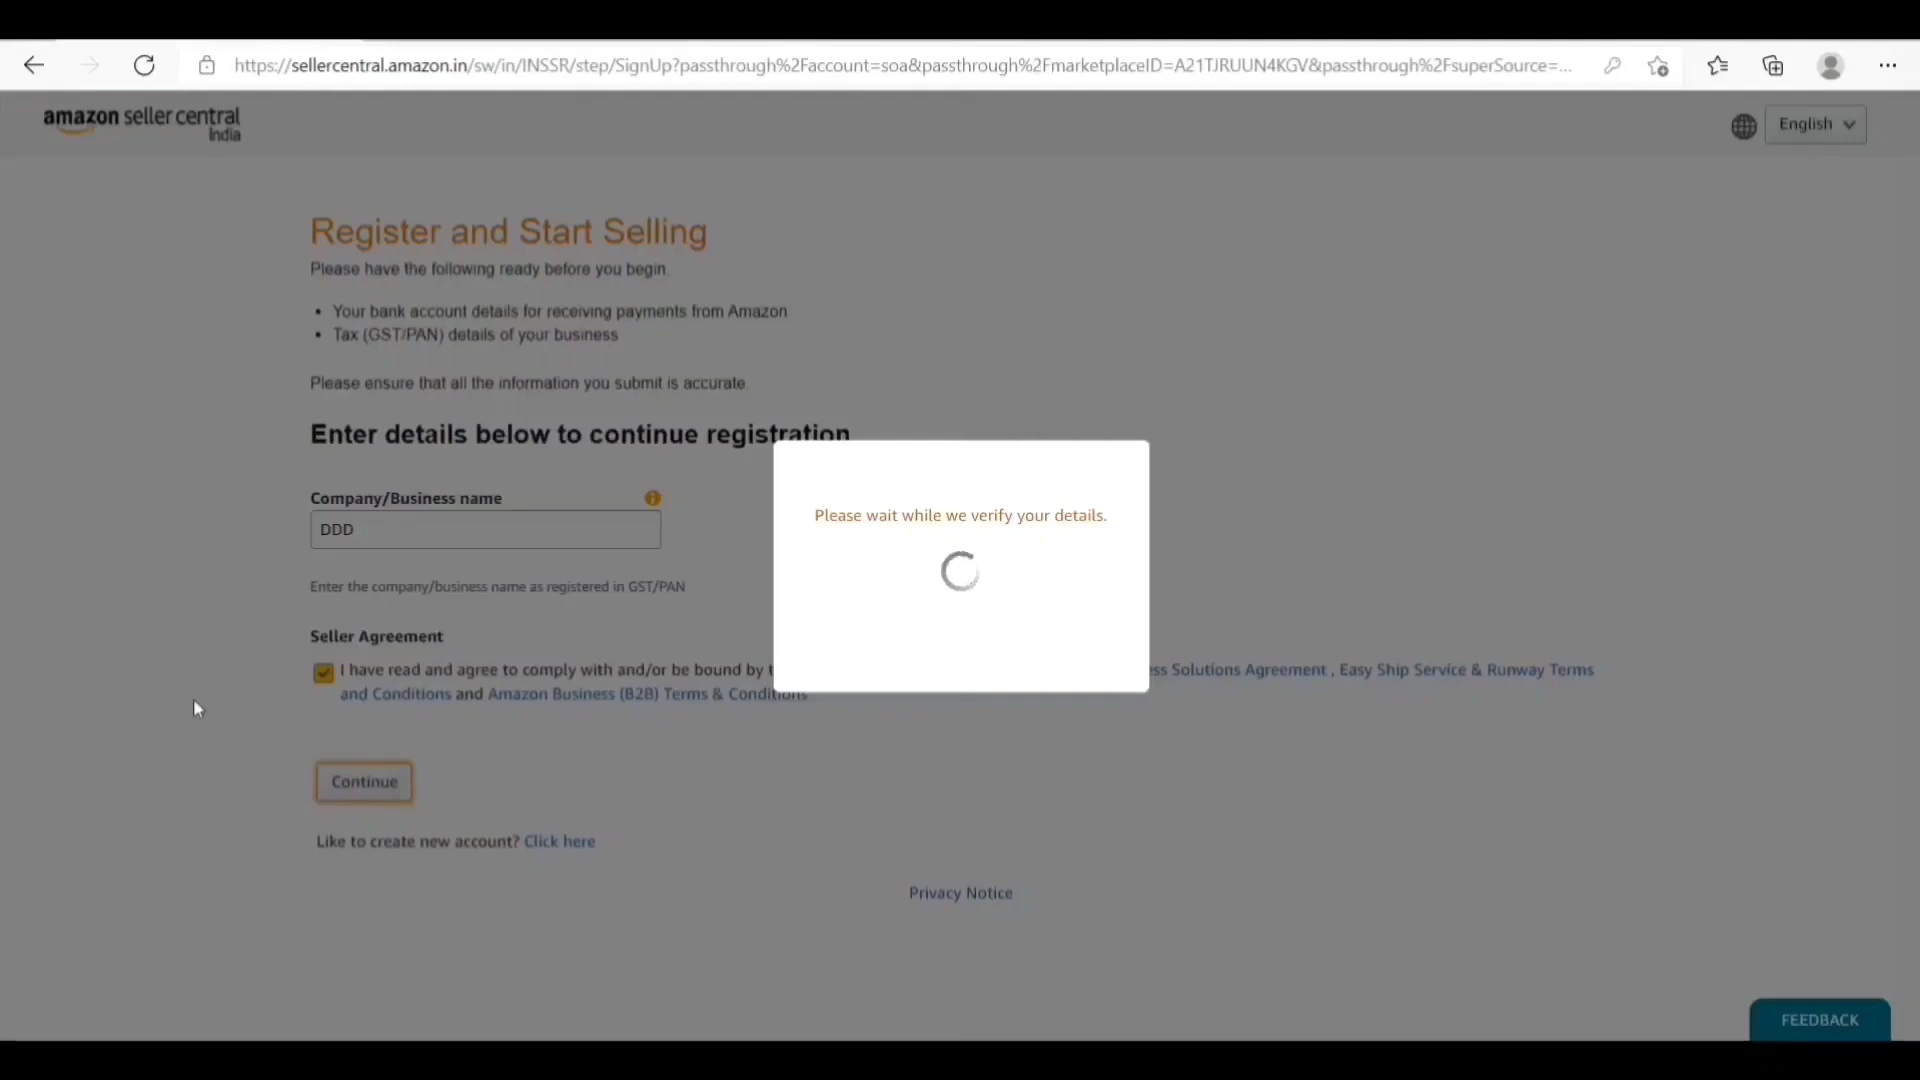 https://sellercentral.amazon.in/sw/in/INSSR/step/SignUp?passthrough%2Faccount=soa&passthrough%2FmarketplaceID=A21TJRUUN4KGV&passthrough%2FsuperSource=...
amazon seller central
India
English
Register and Start Selling
Please have the following ready before you begin.
• Your bank account details for receiving payments from Amazon
• Tax (GST/PAN) details of your business
Please ensure that all the information you submit is accurate.
Enter details below to continue registration
Company/Business name
DDD
Please wait while we verify your details.
Enter the company/business name as registered in GST/PAN
Seller Agreement
I have read and agree to comply with and/or be bound by Solutions Agreement , Easy Ship Service & Runway Terms
and Conditions and Amazon Business (B2B) Terms & Conditions
Continue
Like to create new account? Click here
Privacy Notice
FEEDBACK